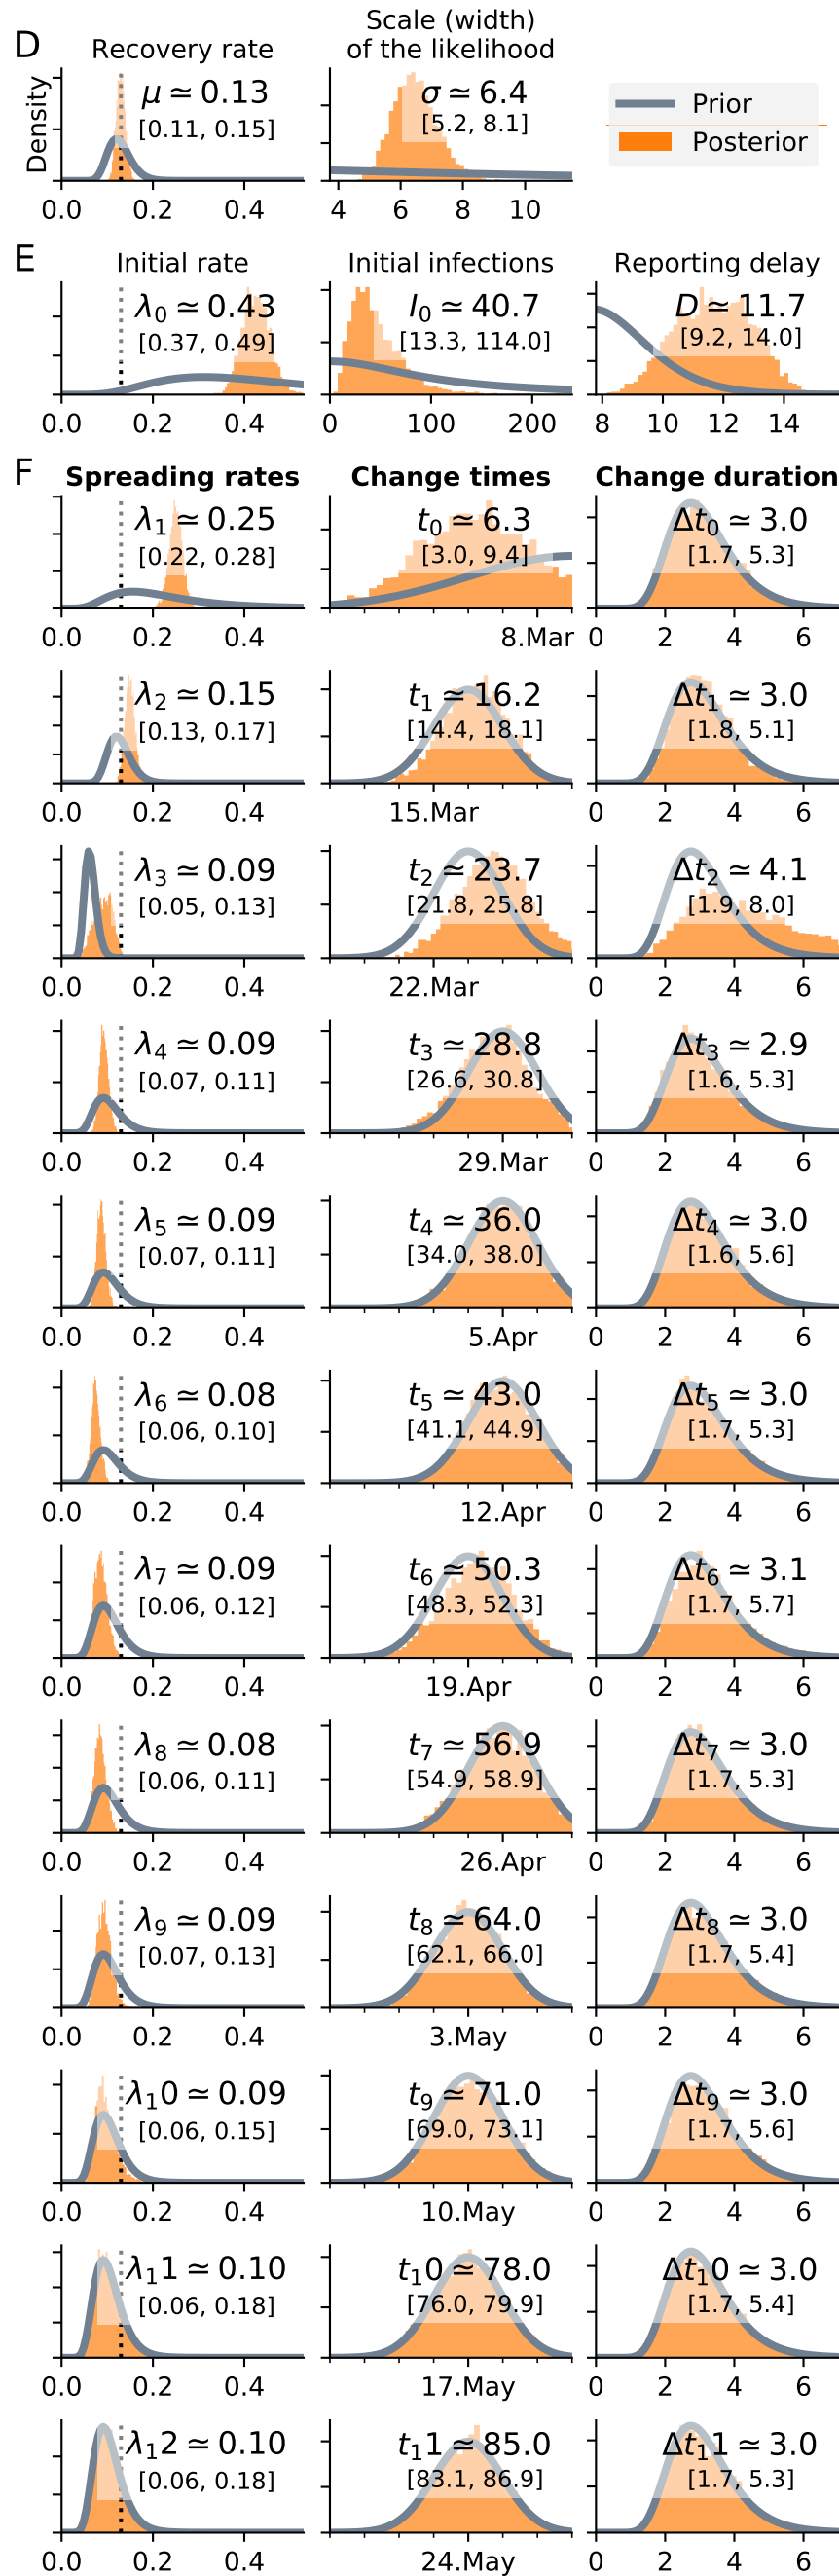 D
Recovery rate
Density
μ ≃ 0.13
[0.11, 0.15]
0.0 0.2 0.4
Scale (width)
of the likelihood
σ ≃ 6.4
[5.2, 8.1]
4 6 8 10
Prior
Posterior
E
Initial rate
λ0 ≃ 0.43
[0.37, 0.49]
0.0 0.2 0.4
Initial infections
I0 ≃ 40.7
[13.3, 114.0]
0 100 200
Reporting delay
D ≃ 11.7
[9.2, 14.0]
8 10 12 14
F
Spreading rates
Change times
Change duration
λ1 ≃ 0.25
[0.22, 0.28]
0.0 0.2 0.4
t0 ≃ 6.3
[3.0, 9.4]
8.Mar
Δt0 ≃ 3.0
[1.7, 5.3]
0 2 4 6
λ2 ≃ 0.15
[0.13, 0.17]
0.0 0.2 0.4
t1 ≃ 16.2
[14.4, 18.1]
15.Mar
Δt1 ≃ 3.0
[1.8, 5.1]
0 2 4 6
λ3 ≃ 0.09
[0.05, 0.13]
0.0 0.2 0.4
t2 ≃ 23.7
[21.8, 25.8]
22.Mar
Δt2 ≃ 4.1
[1.9, 8.0]
0 2 4 6
λ4 ≃ 0.09
[0.07, 0.11]
0.0 0.2 0.4
t3 ≃ 28.8
[26.6, 30.8]
29.Mar
Δt3 ≃ 2.9
[1.6, 5.3]
0 2 4 6
λ5 ≃ 0.09
[0.07, 0.11]
0.0 0.2 0.4
t4 ≃ 36.0
[34.0, 38.0]
5.Apr
Δt4 ≃ 3.0
[1.6, 5.6]
0 2 4 6
λ6 ≃ 0.08
[0.06, 0.10]
0.0 0.2 0.4
t5 ≃ 43.0
[41.1, 44.9]
12.Apr
Δt5 ≃ 3.0
[1.7, 5.3]
0 2 4 6
λ7 ≃ 0.09
[0.06, 0.12]
0.0 0.2 0.4
t6 ≃ 50.3
[48.3, 52.3]
19.Apr
Δt6 ≃ 3.1
[1.7, 5.7]
0 2 4 6
λ8 ≃ 0.08
[0.06, 0.11]
0.0 0.2 0.4
t7 ≃ 56.9
[54.9, 58.9]
26.Apr
Δt7 ≃ 3.0
[1.7, 5.3]
0 2 4 6
λ9 ≃ 0.09
[0.07, 0.13]
0.0 0.2 0.4
t8 ≃ 64.0
[62.1, 66.0]
3.May
Δt8 ≃ 3.0
[1.7, 5.4]
0 2 4 6
λ10 ≃ 0.09
[0.06, 0.15]
0.0 0.2 0.4
t9 ≃ 71.0
[69.0, 73.1]
10.May
Δt9 ≃ 3.0
[1.7, 5.6]
0 2 4 6
λ11 ≃ 0.10
[0.06, 0.18]
0.0 0.2 0.4
t10 ≃ 78.0
[76.0, 79.9]
17.May
Δt10 ≃ 3.0
[1.7, 5.4]
0 2 4 6
λ12 ≃ 0.10
[0.06, 0.18]
0.0 0.2 0.4
t11 ≃ 85.0
[83.1, 86.9]
24.May
Δt11 ≃ 3.0
[1.7, 5.3]
0 2 4 6